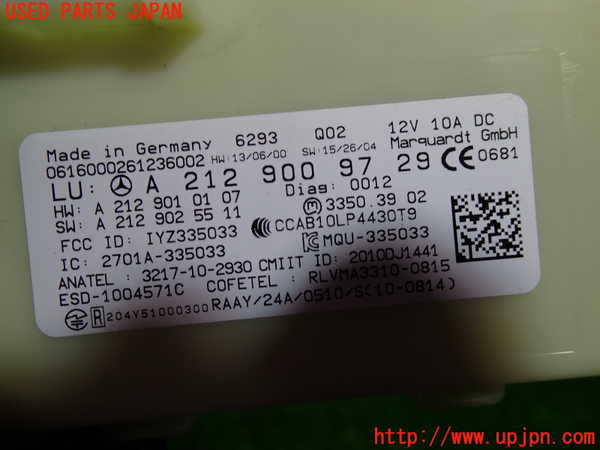 USED PARTS JAPAN
Made in Germany 6293 Q02 12V 10A DC
0616000261236002 HW:13/06/00 SW:15/26/04 Marquardt GmbH
LU: A 212 900 97 29 CE 0681
HW: A 212 901 01 07 Diag: 0012
SW: A 212 902 55 11 M 3350.39 02
FCC ID: IYZ335033 CCAB10LP4430T9
IC: 2701A-335033 MQU-335033
ANATEL : 3217-10-2930 CMIIT ID: 2010DJ1441
ESD-1004571C COFETEL: RLVMA3310-0815
R 204Y51000300 RAAY/24A/0510/S(10-0814)
http://www.upjpn.com